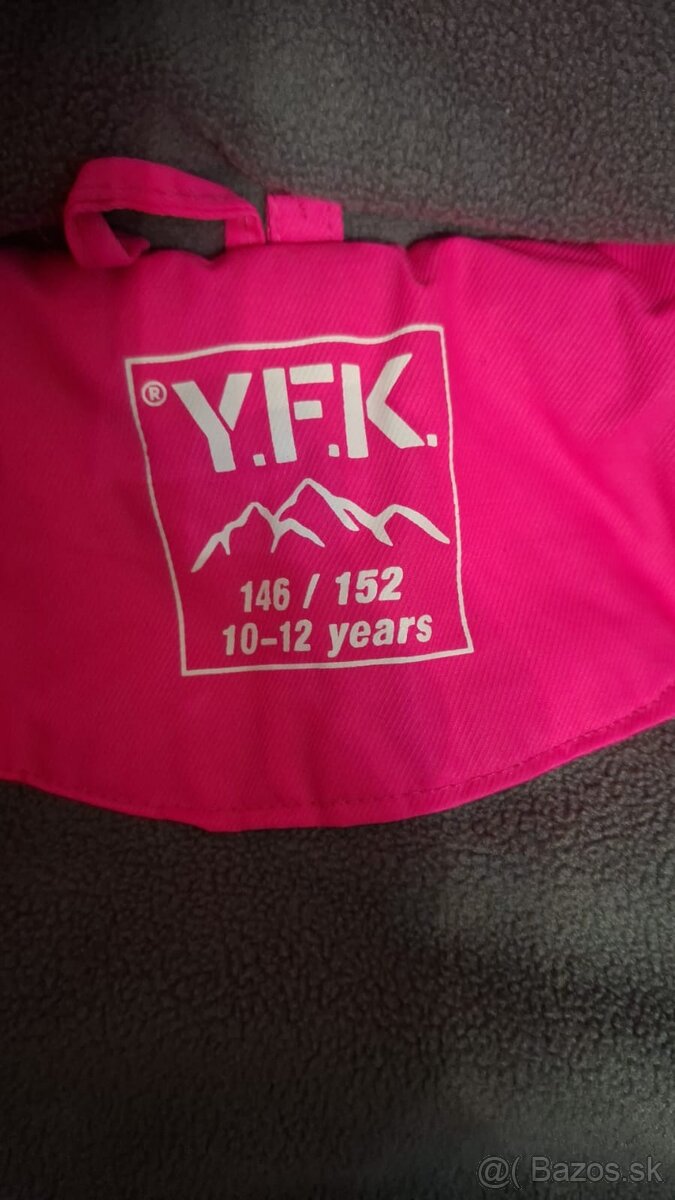 ® Y.F.K.
146 / 152
10-12 years
@( Bazos.sk